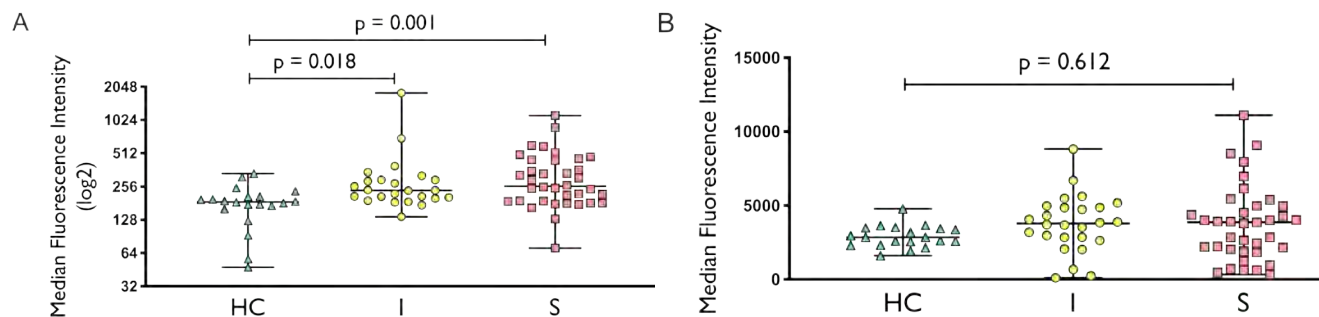 A
Median Fluorescence Intensity
(log2)
2048
1024
512
256
128
64
32
p = 0.001
p = 0.018
HC
I
S
B
Median Fluorescence Intensity
15000
10000
5000
0
p = 0.612
HC
I
S